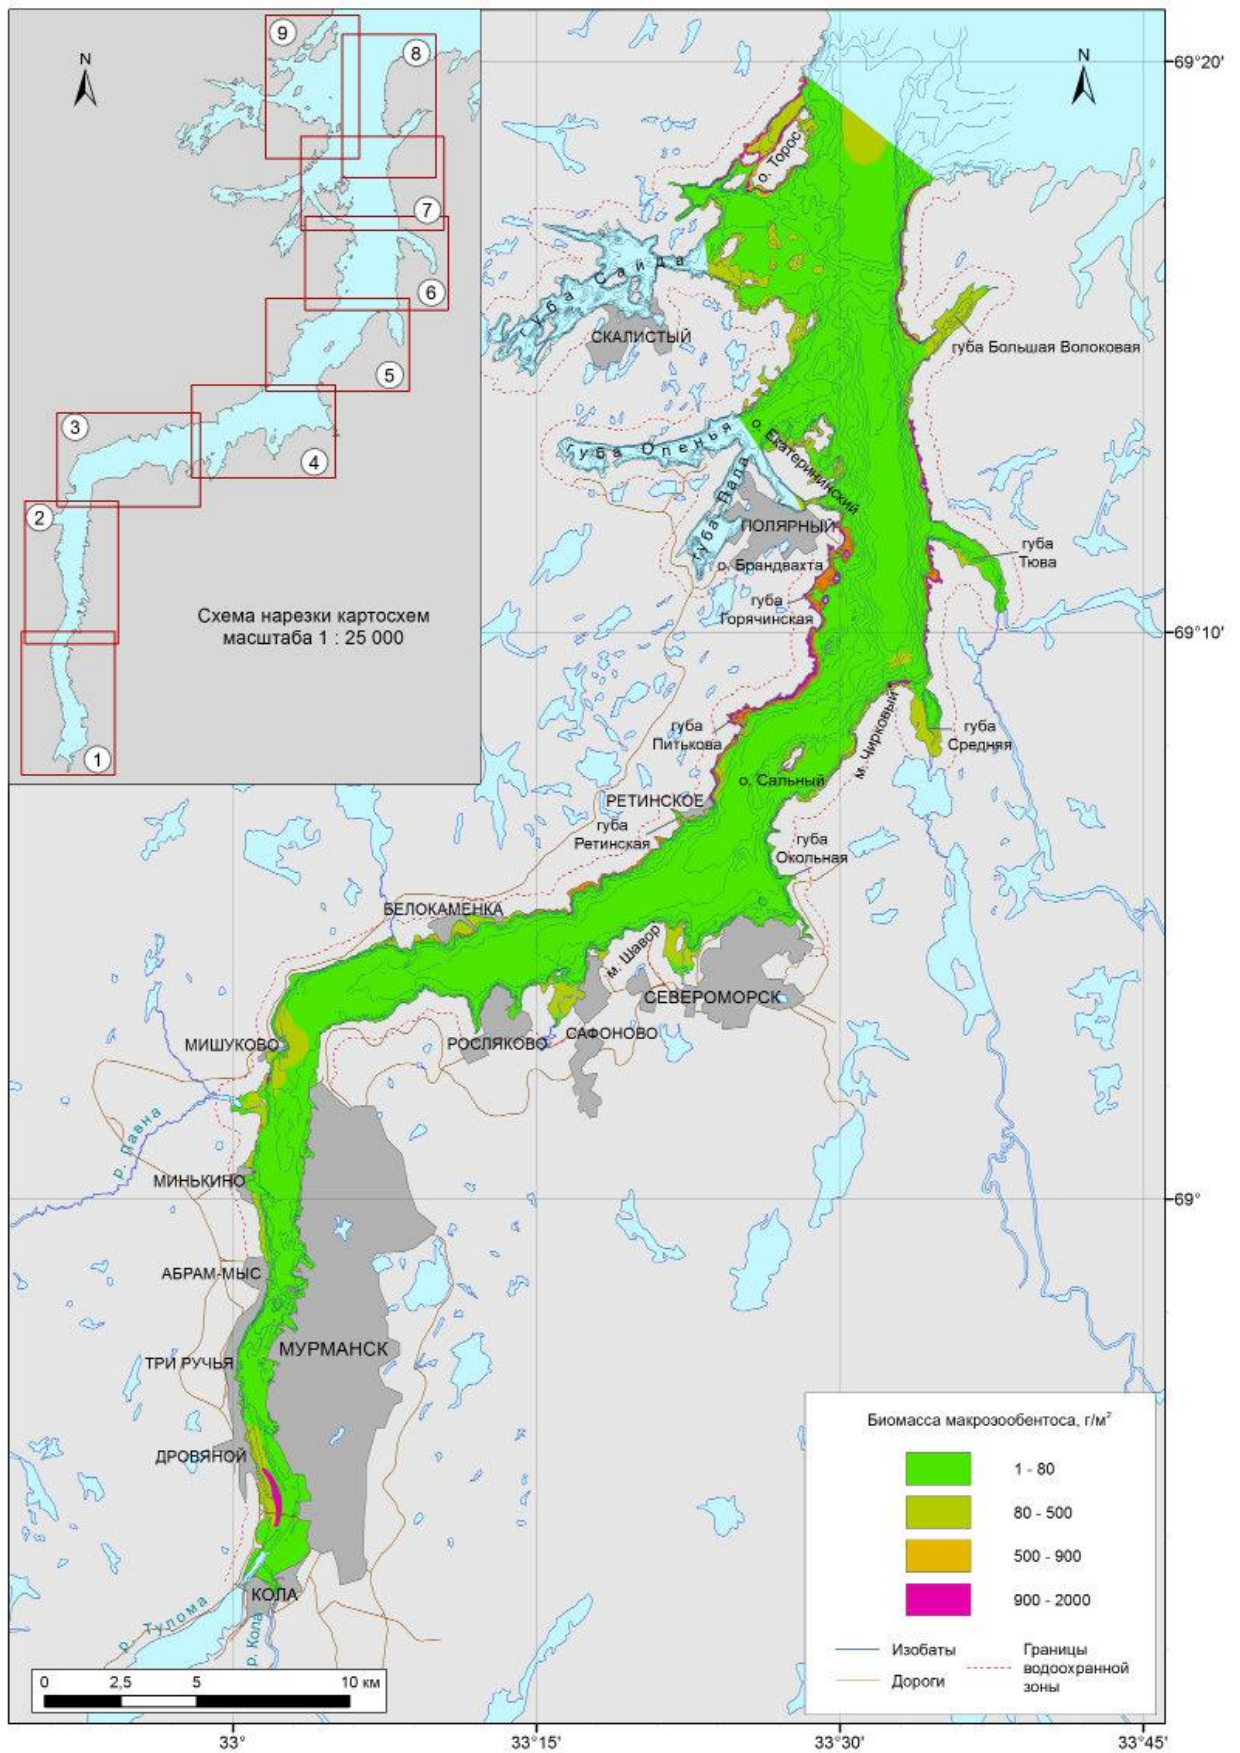 N
9
8
7
6
5
3
4
2
1
Схема нарезки картосхем
масштаба 1 : 25 000
N
69°20'
о. Торос
губа Сайда
СКАЛИСТЫЙ
губа Большая Волоковая
губа Оленья
о. Екатерининский
губа Пала
ПОЛЯРНЫЙ
губа
Тюва
о. Брандвахта
губа
Горячинская
69°10'
губа
Питькова
м. Чирковый
губа
Средняя
о. Сальный
РЕТИНСКОЕ
губа
Ретинская
губа
Окольная
БЕЛОКАМЕНКА
м. Шавор
СЕВЕРОМОРСК
САФОНОВО
РОСЛЯКОВО
МИШУКОВО
р. Лавна
МИНЬКИНО
69°
АБРАМ-МЫС
МУРМАНСК
ТРИ РУЧЬЯ
ДРОВЯНОЙ
КОЛА
р. Тулома
р. Кола
Биомасса макрозообентоса, г/м²
1 - 80
80 - 500
500 - 900
900 - 2000
Изобаты
Дороги
Границы
водоохранной
зоны
0 2,5 5 10 км
33° 33°15' 33°30' 33°45'